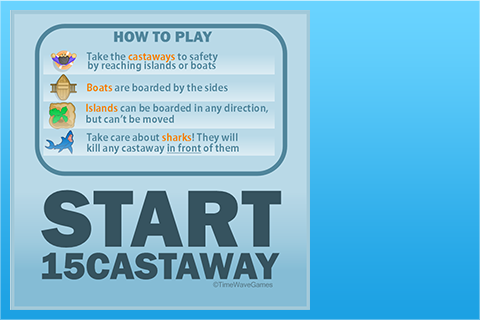 HOW TO PLAY
Take the castaways to safety
by reaching islands or boats
Boats are boarded by the sides
Islands can be boarded in any direction,
but can't be moved
Take care about sharks! They will
kill any castaway in front of them
START
15CASTAWAY
©TimeWaveGames